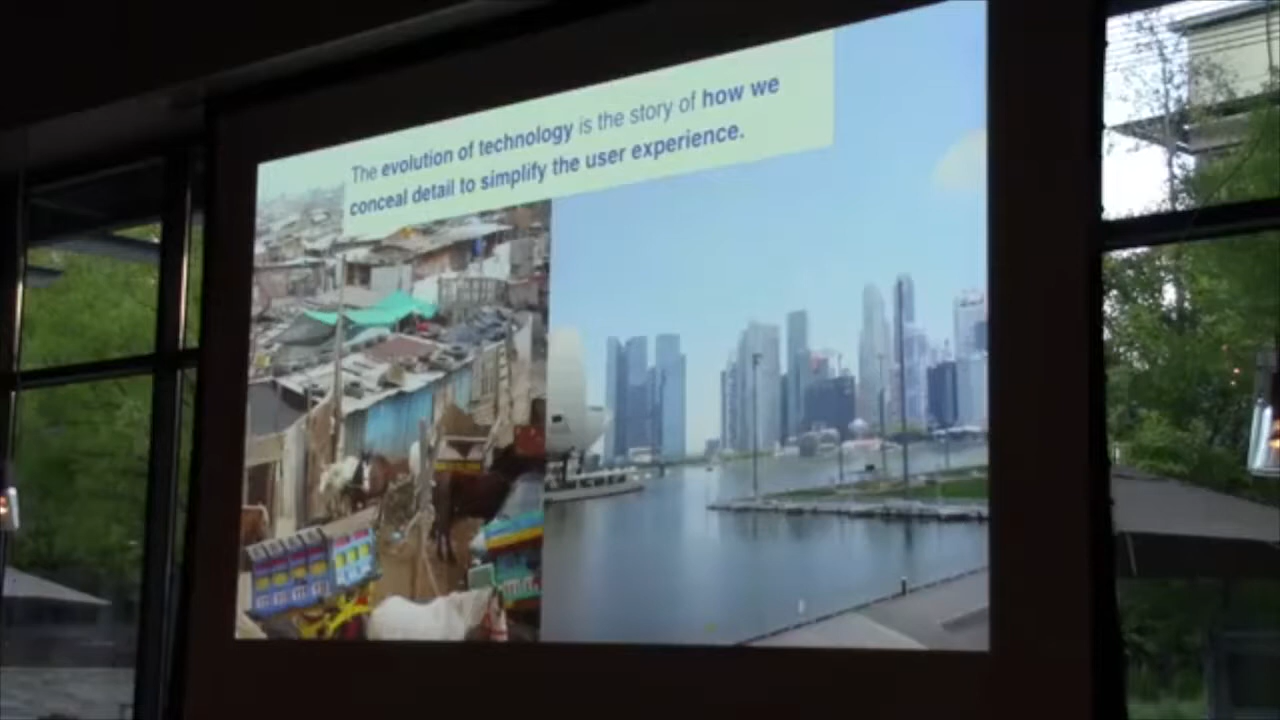 The evolution of technology is the story of how we
conceal detail to simplify the user experience.